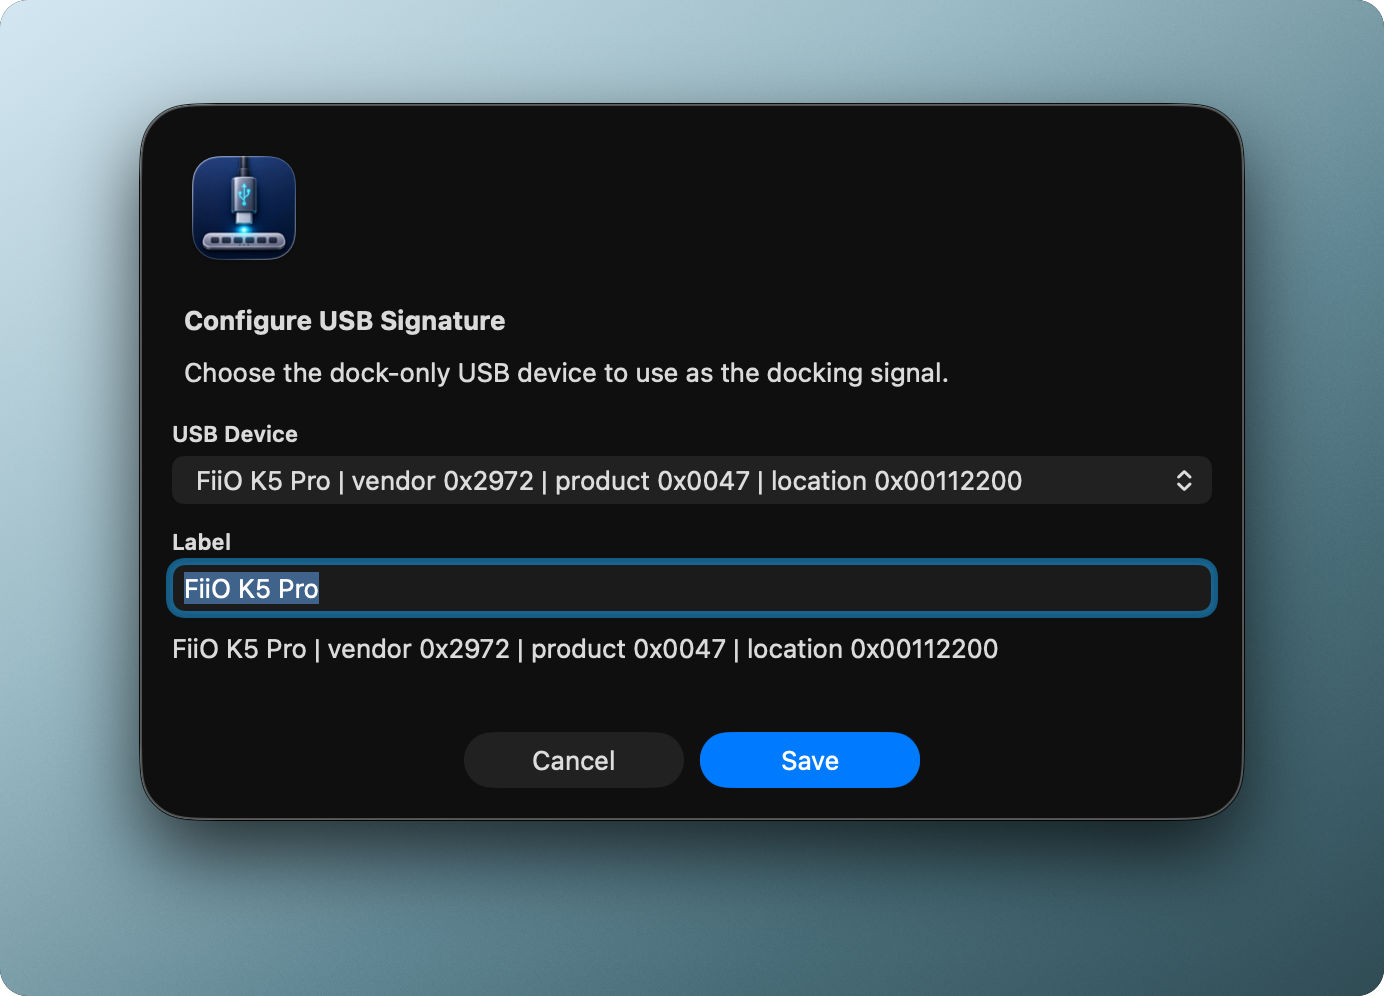 Configure USB Signature
Choose the dock-only USB device to use as the docking signal.
USB Device
FiiO K5 Pro | vendor 0x2972 | product 0x0047 | location 0x00112200
Label
FiiO K5 Pro
FiiO K5 Pro | vendor 0x2972 | product 0x0047 | location 0x00112200
Cancel
Save